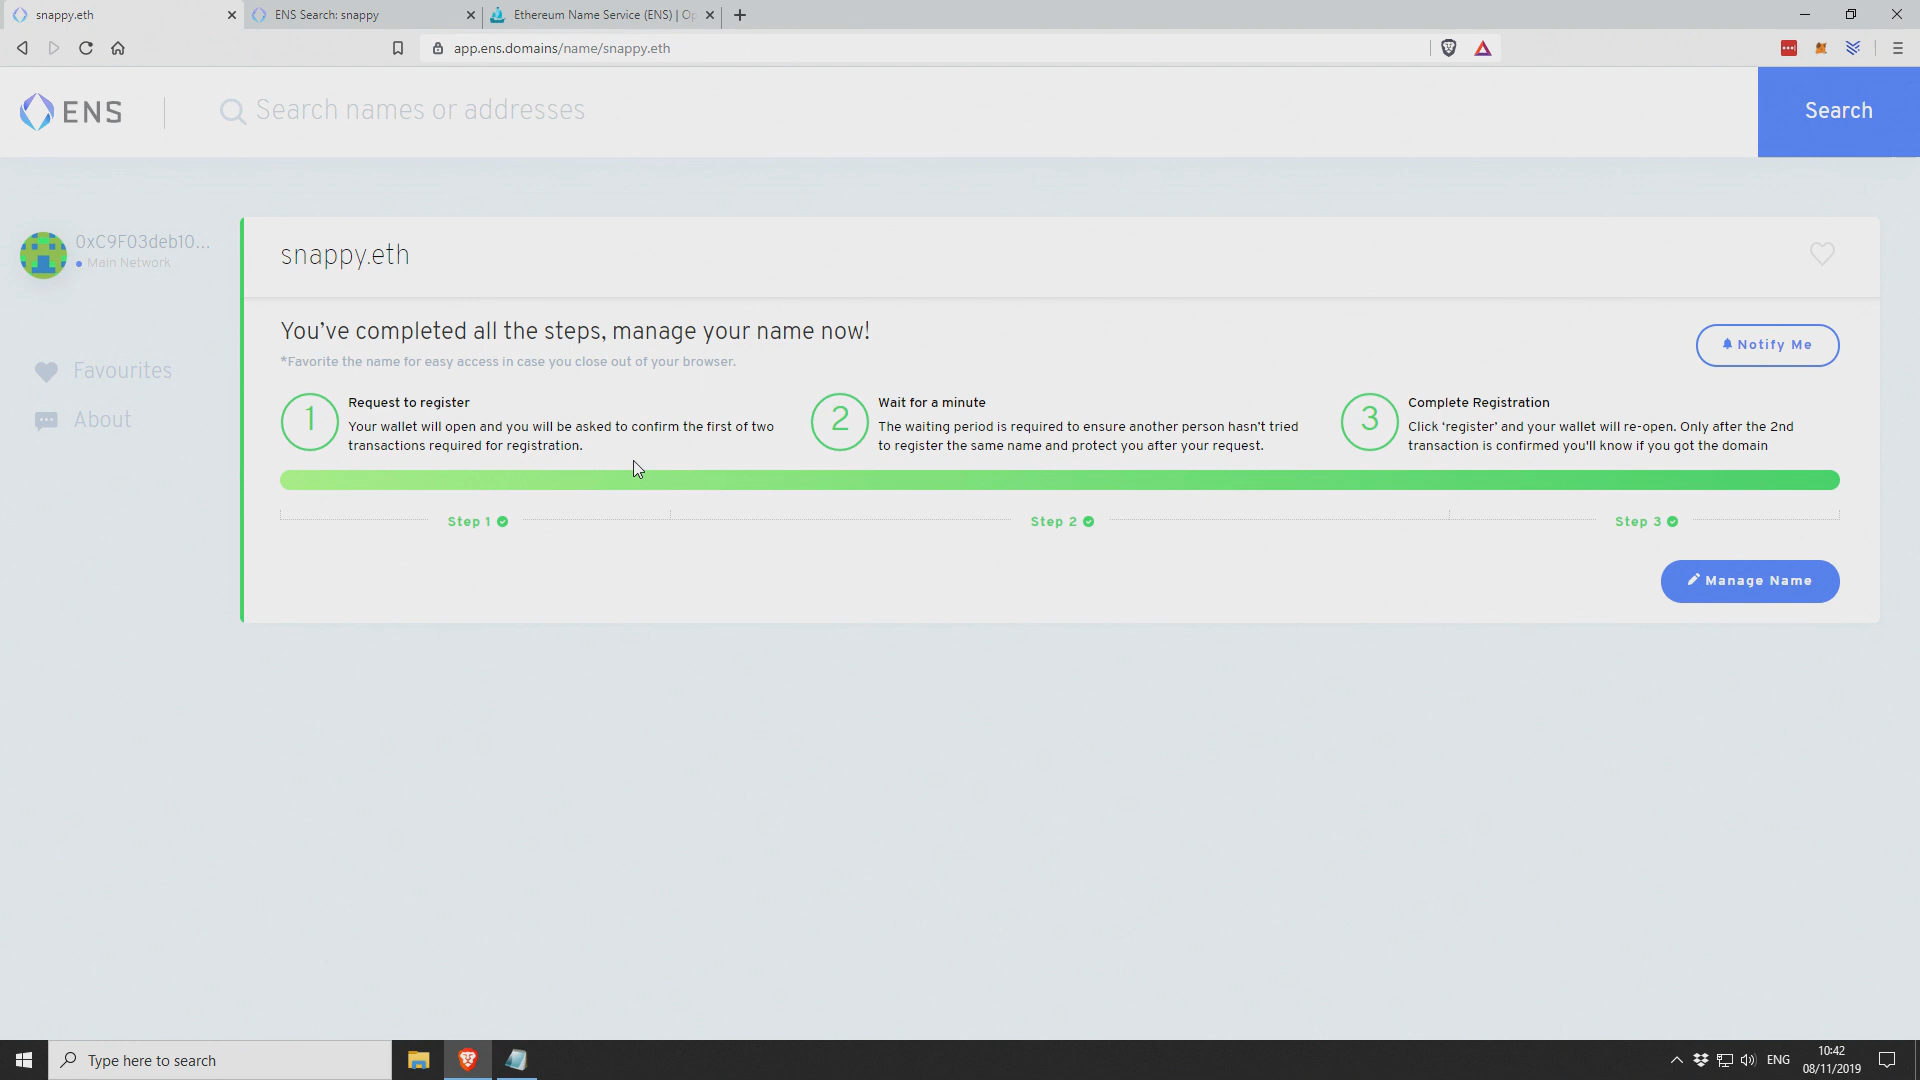 snappy.eth
ENS Search: snappy
Ethereum Name Service (ENS) | Op
app.ens.domains/name/snappy.eth
ENS
Search names or addresses
Search
0xC9F03deb10...
Main Network
Favourites
About
snappy.eth
You’ve completed all the steps, manage your name now!
*Favorite the name for easy access in case you close out of your browser.
Notify Me
1
Request to register
Your wallet will open and you will be asked to confirm the first of two
transactions required for registration.
2
Wait for a minute
The waiting period is required to ensure another person hasn’t tried
to register the same name and protect you after your request.
3
Complete Registration
Click ‘register’ and your wallet will re-open. Only after the 2nd
transaction is confirmed you'll know if you got the domain
Step 1
Step 2
Step 3
Manage Name
Type here to search
ENG
10:42
08/11/2019